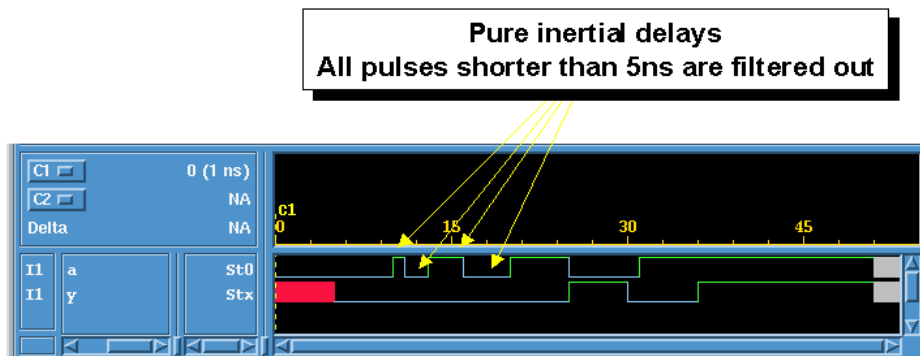 Pure inertial delays
All pulses shorter than 5ns are filtered out
C1 0 (1 ns)
C2 NA
Delta NA
C1
0 15 30 45
I1 a St0
I1 y Stx